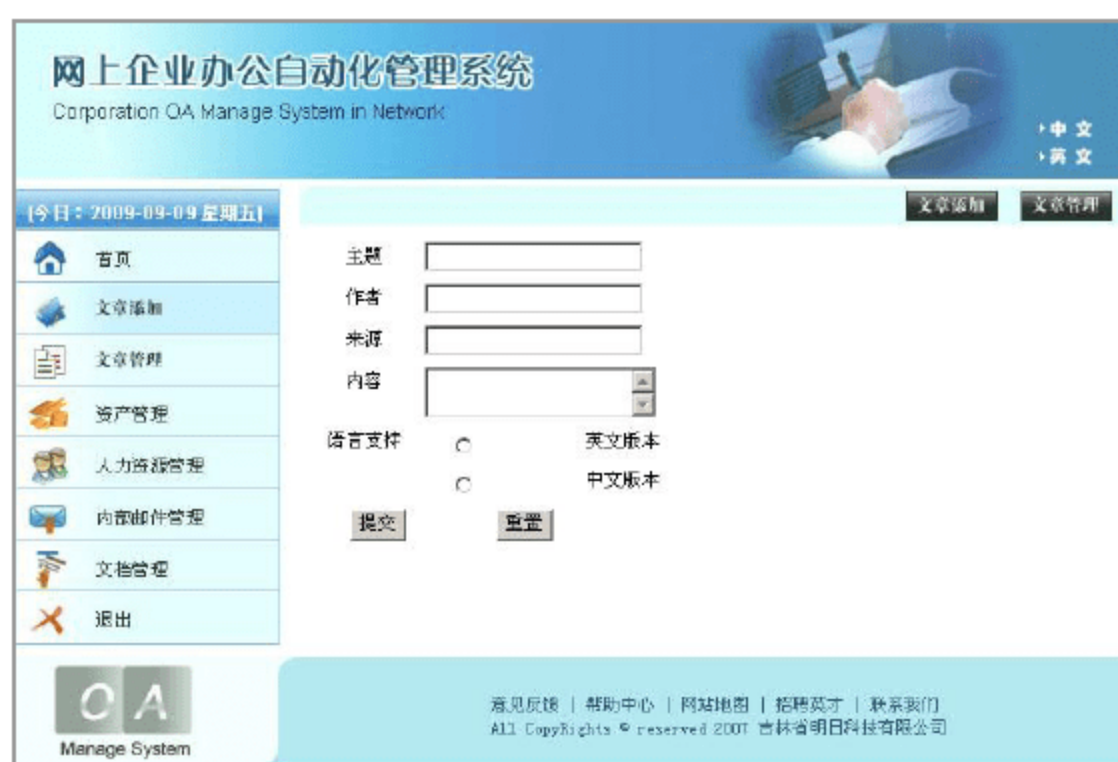 网上企业办公自动化管理系统
Corporation OA Manage System in Network
中 文
英 文
[今日：2009-09-09 星期五]
文章添加 文章管理
首页
文章添加
文章管理
资产管理
人力资源管理
内部邮件管理
文档管理
退出
主题
作者
来源
内容
语言支持 英文版本
中文版本
提交 重置
OA
Manage System
意见反馈 | 帮助中心 | 网站地图 | 招聘英才 | 联系我们
All CopyRights © reserved 2007 吉林省明日科技有限公司